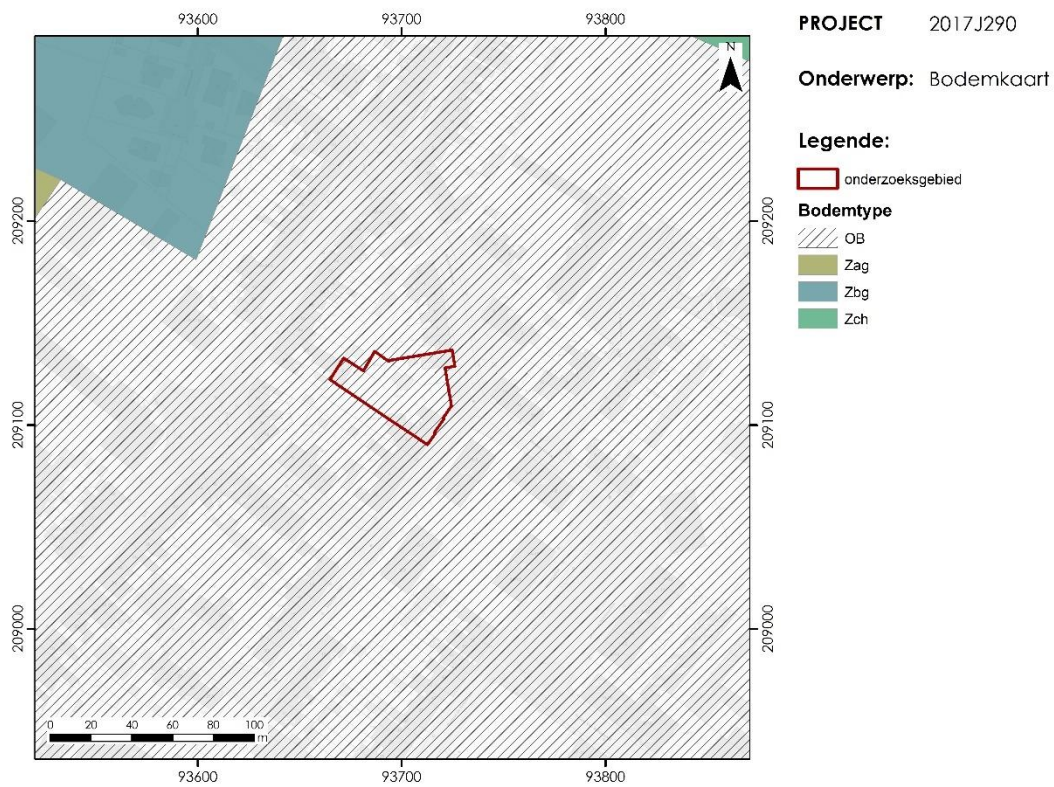 93600 93700 93800
209200
209100
209000
209200
209100
209000
N
0 20 40 60 80 100
m
93600 93700 93800
PROJECT 2017J290
Onderwerp: Bodemkaart
Legende:
onderzoeksgebied
Bodemtype
OB
Zag
Zbg
Zch